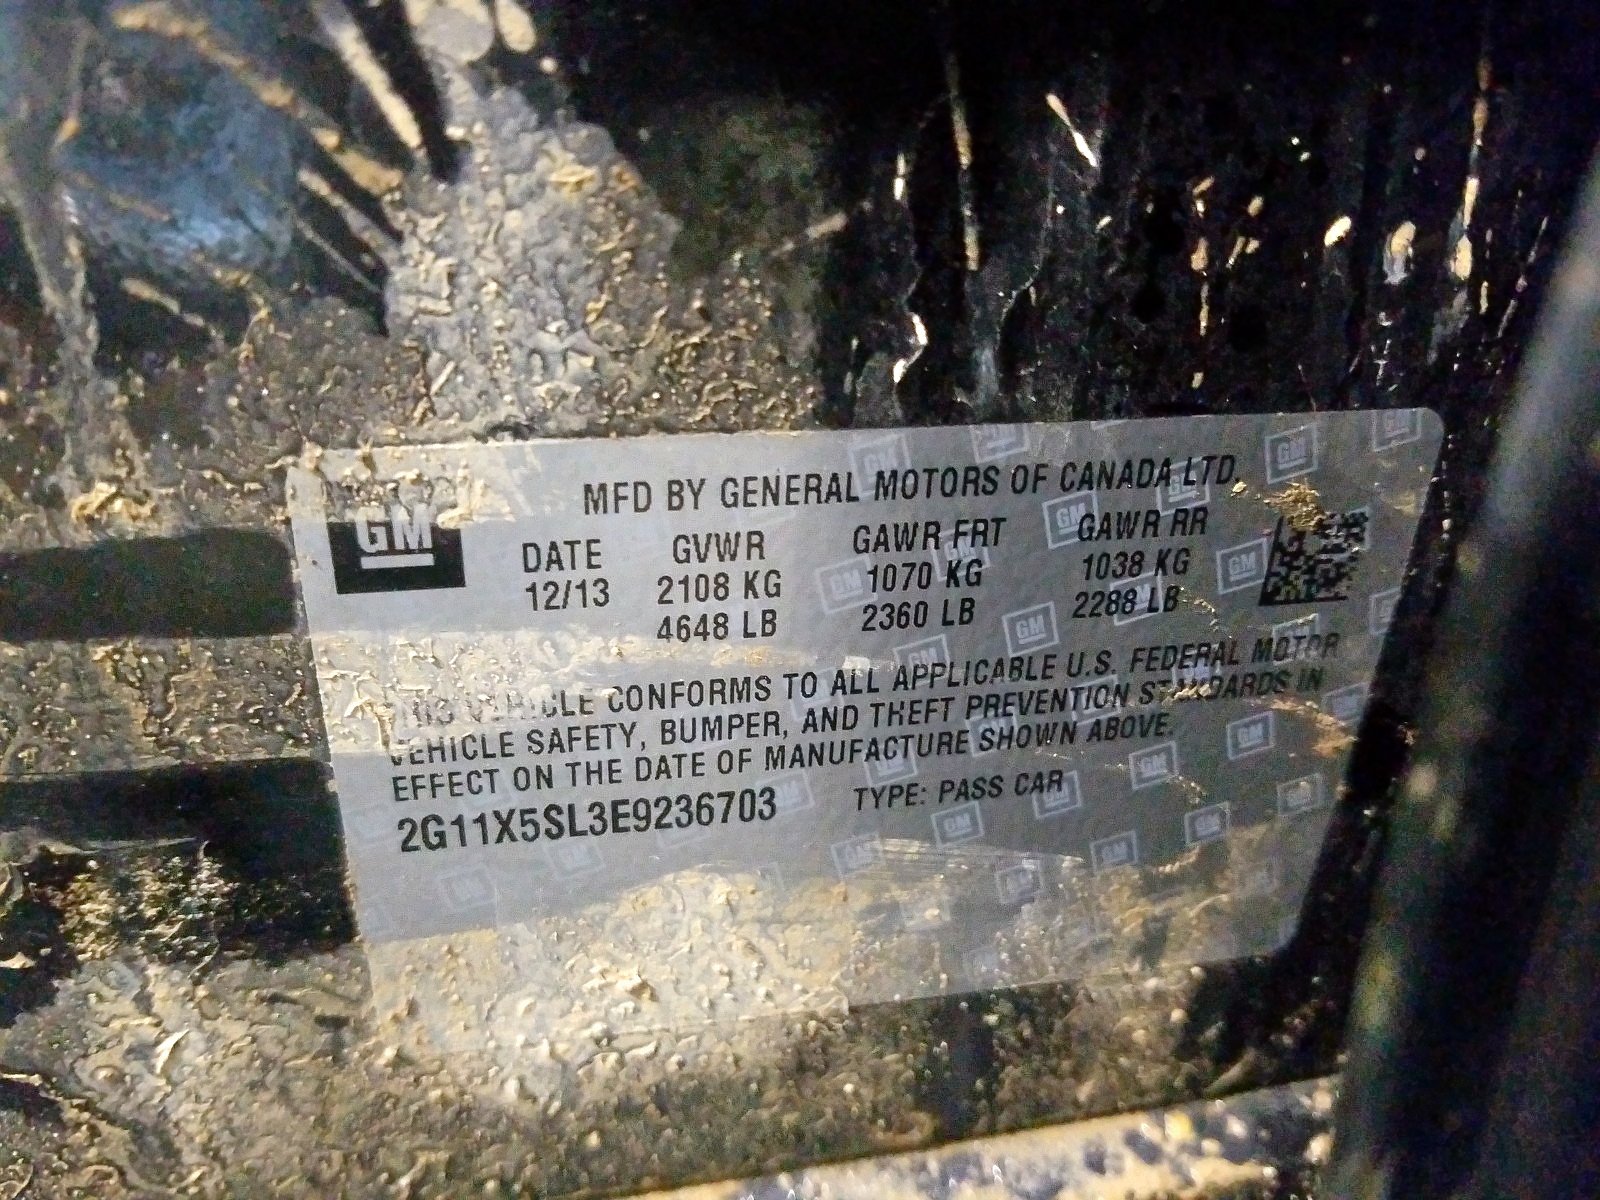 GM
MFD BY GENERAL MOTORS OF CANADA LTD.
DATE GVWR GAWR FRT GAWR RR
12/13 2108 KG 1070 KG 1038 KG
4648 LB 2360 LB 2288 LB
THIS VEHICLE CONFORMS TO ALL APPLICABLE U.S. FEDERAL MOTOR
VEHICLE SAFETY, BUMPER, AND THEFT PREVENTION STANDARDS IN
EFFECT ON THE DATE OF MANUFACTURE SHOWN ABOVE.
2G11X5SL3E9236703 TYPE: PASS CAR